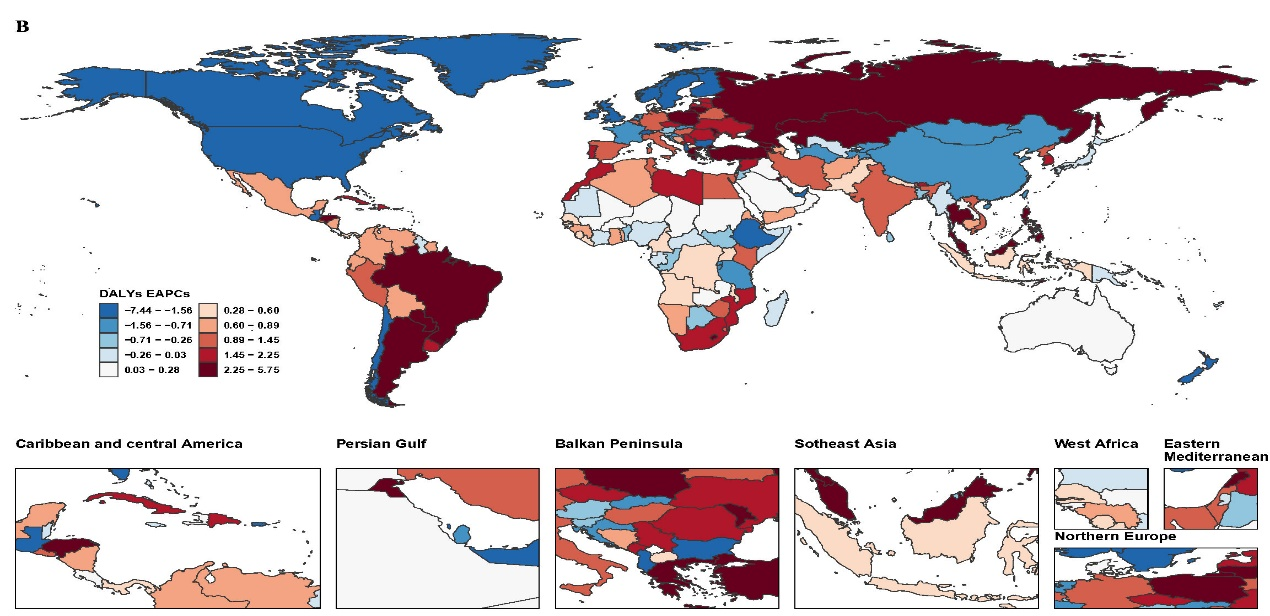 B
DALYs EAPCs
−7.44 − −1.56
−1.56 − −0.71
−0.71 − −0.26
−0.26 − 0.03
0.03 − 0.28
0.28 − 0.60
0.60 − 0.89
0.89 − 1.45
1.45 − 2.25
2.25 − 5.75
Caribbean and central America
Persian Gulf
Balkan Peninsula
Sotheast Asia
West Africa
Eastern
Mediterranean
Northern Europe